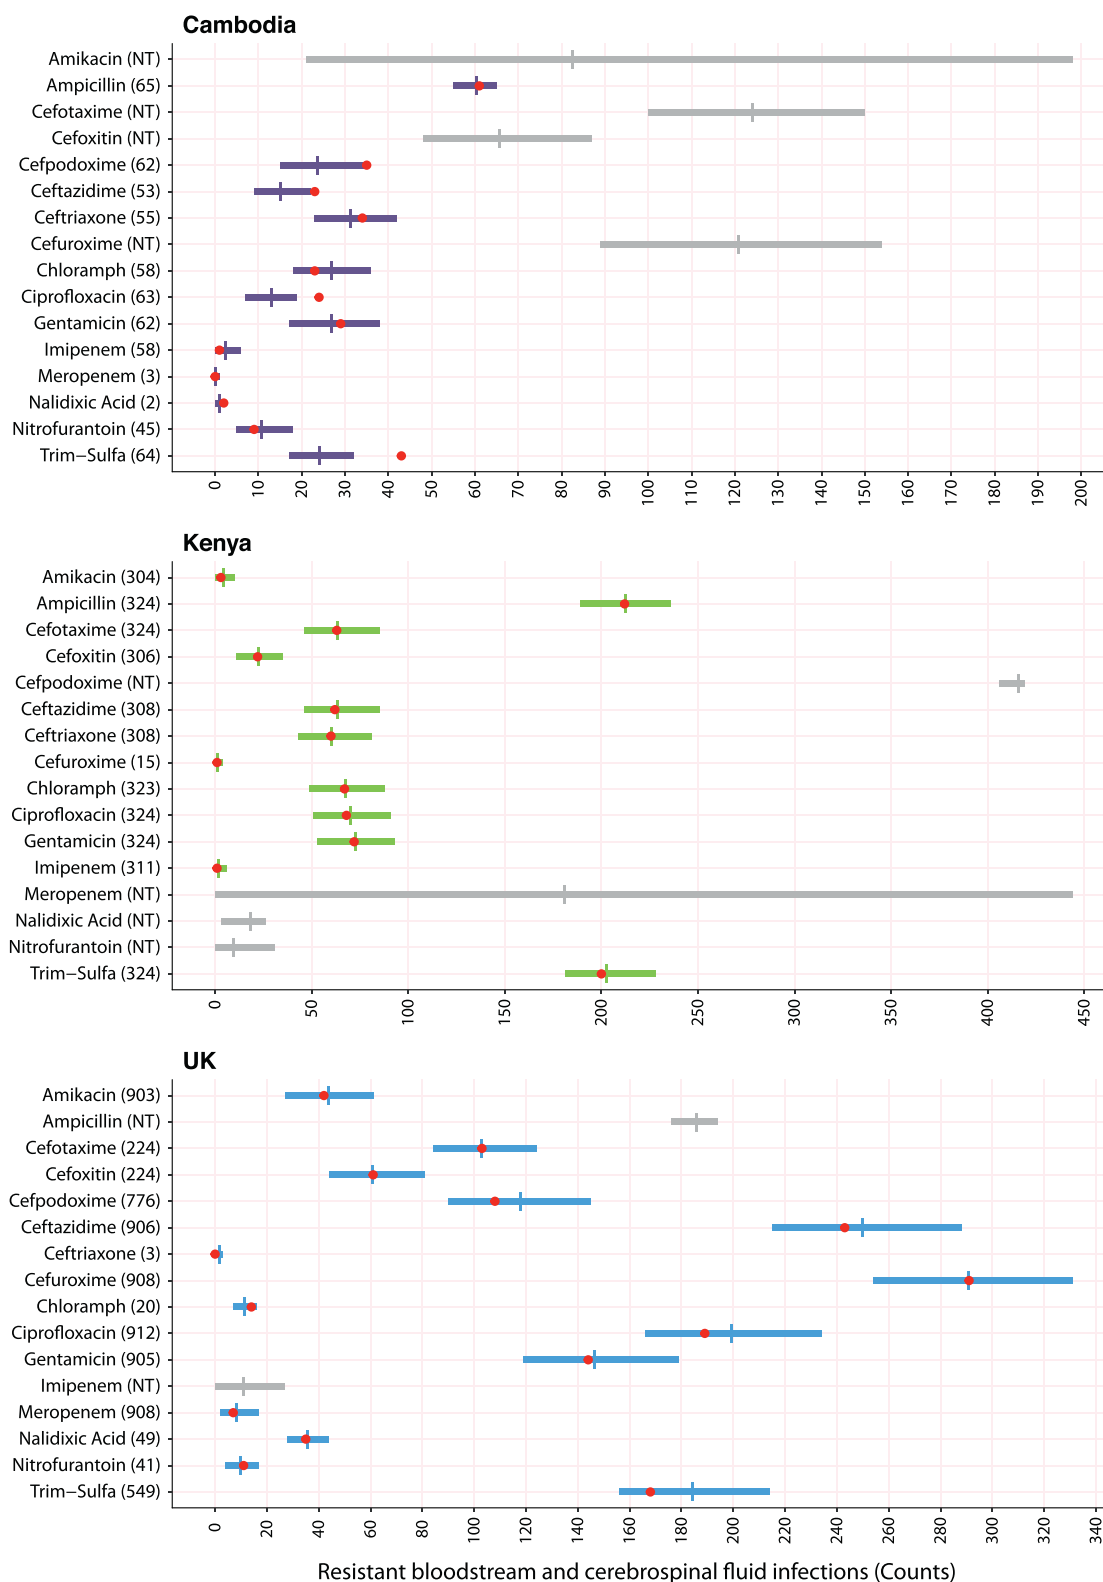 Cambodia
Amikacin (NT)
Ampicillin (65)
Cefotaxime (NT)
Cefoxitin (NT)
Cefpodoxime (62)
Ceftazidime (53)
Ceftriaxone (55)
Cefuroxime (NT)
Chloramph (58)
Ciprofloxacin (63)
Gentamicin (62)
Imipenem (58)
Meropenem (3)
Nalidixic Acid (2)
Nitrofurantoin (45)
Trim−Sulfa (64)
0 10 20 30 40 50 60 70 80 90 100 110 120 130 140 150 160 170 180 190 200
Kenya
Amikacin (304)
Ampicillin (324)
Cefotaxime (324)
Cefoxitin (306)
Cefpodoxime (NT)
Ceftazidime (308)
Ceftriaxone (308)
Cefuroxime (15)
Chloramph (323)
Ciprofloxacin (324)
Gentamicin (324)
Imipenem (311)
Meropenem (NT)
Nalidixic Acid (NT)
Nitrofurantoin (NT)
Trim−Sulfa (324)
0 50 100 150 200 250 300 350 400 450
UK
Amikacin (903)
Ampicillin (NT)
Cefotaxime (224)
Cefoxitin (224)
Cefpodoxime (776)
Ceftazidime (906)
Ceftriaxone (3)
Cefuroxime (908)
Chloramph (20)
Ciprofloxacin (912)
Gentamicin (905)
Imipenem (NT)
Meropenem (908)
Nalidixic Acid (49)
Nitrofurantoin (41)
Trim−Sulfa (549)
0 20 40 60 80 100 120 140 160 180 200 220 240 260 280 300 320 340
Resistant bloodstream and cerebrospinal fluid infections (Counts)